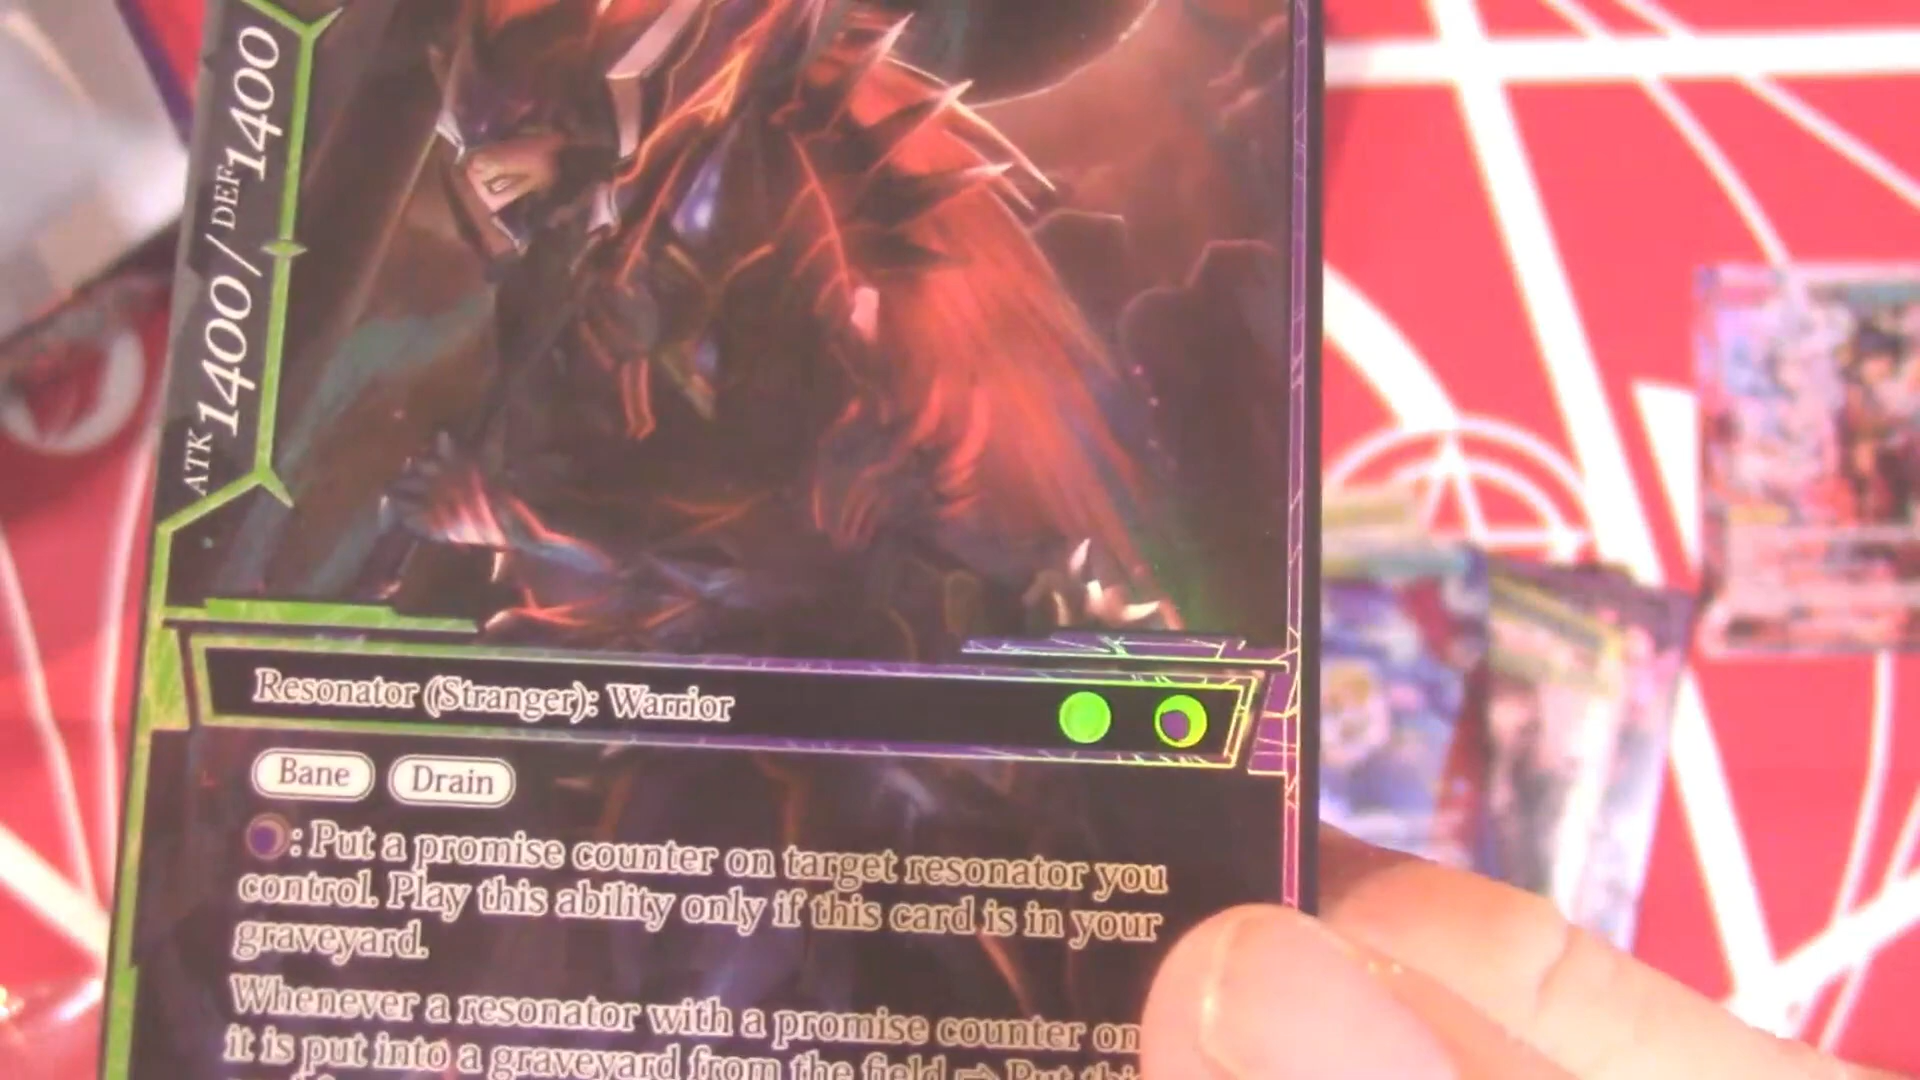 ATK 1400 / DEF 1400
Resonator (Stranger): Warrior
Bane Drain
: Put a promise counter on target resonator you
control. Play this ability only if this card is in your
graveyard.
Whenever a resonator with a promise counter on
it is put into a graveyard from the field ⇒ Put this